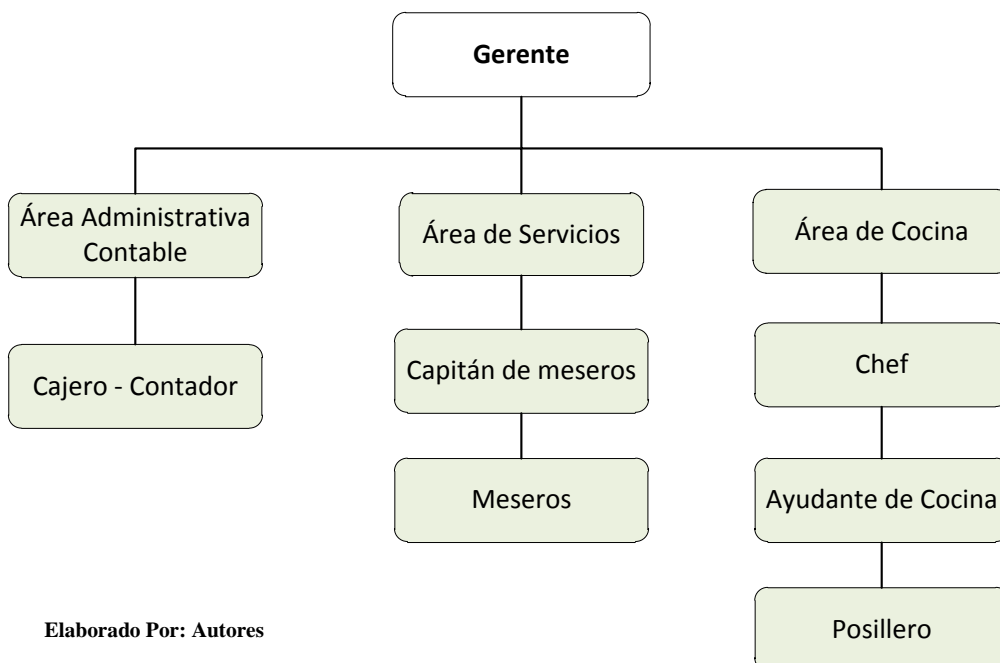 Gerente
Área Administrativa
Contable
Área de Servicios
Área de Cocina
Cajero - Contador
Capitán de meseros
Chef
Meseros
Ayudante de Cocina
Posillero
Elaborado Por: Autores